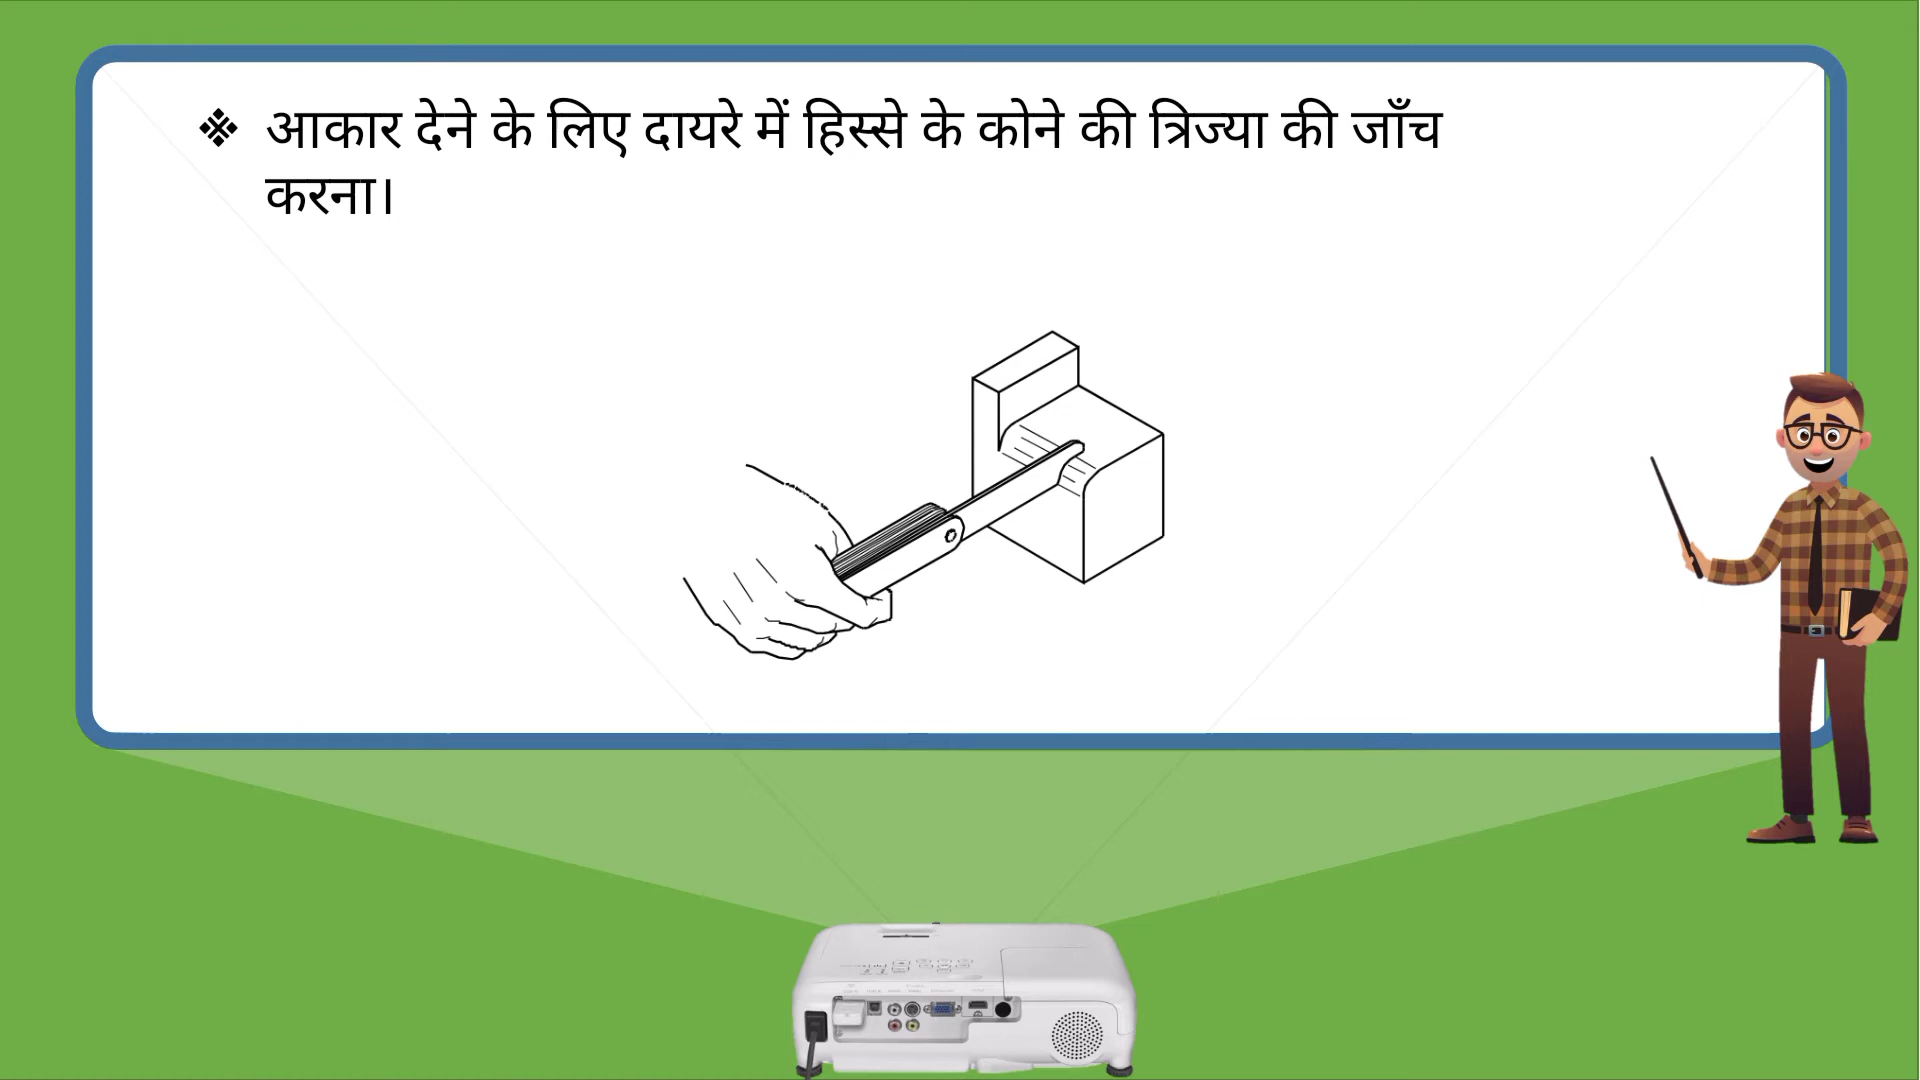 ❖ आकार देने के लिए दायरे में हिस्से के कोने की त्रिज्या की जाँच
करना।